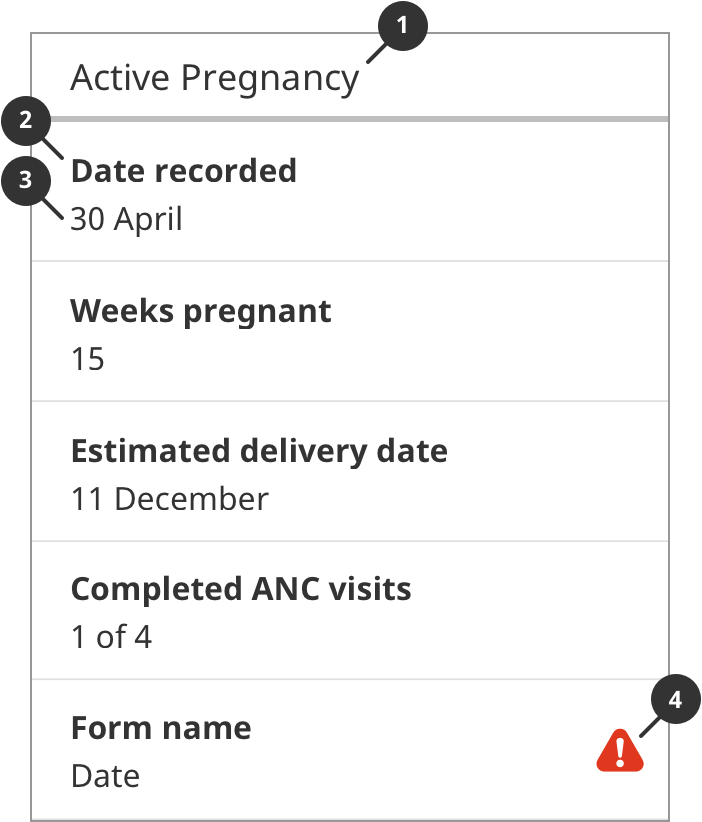 1
Active Pregnancy
2
Date recorded
3
30 April
Weeks pregnant
15
Estimated delivery date
11 December
Completed ANC visits
1 of 4
4
Form name
!
Date